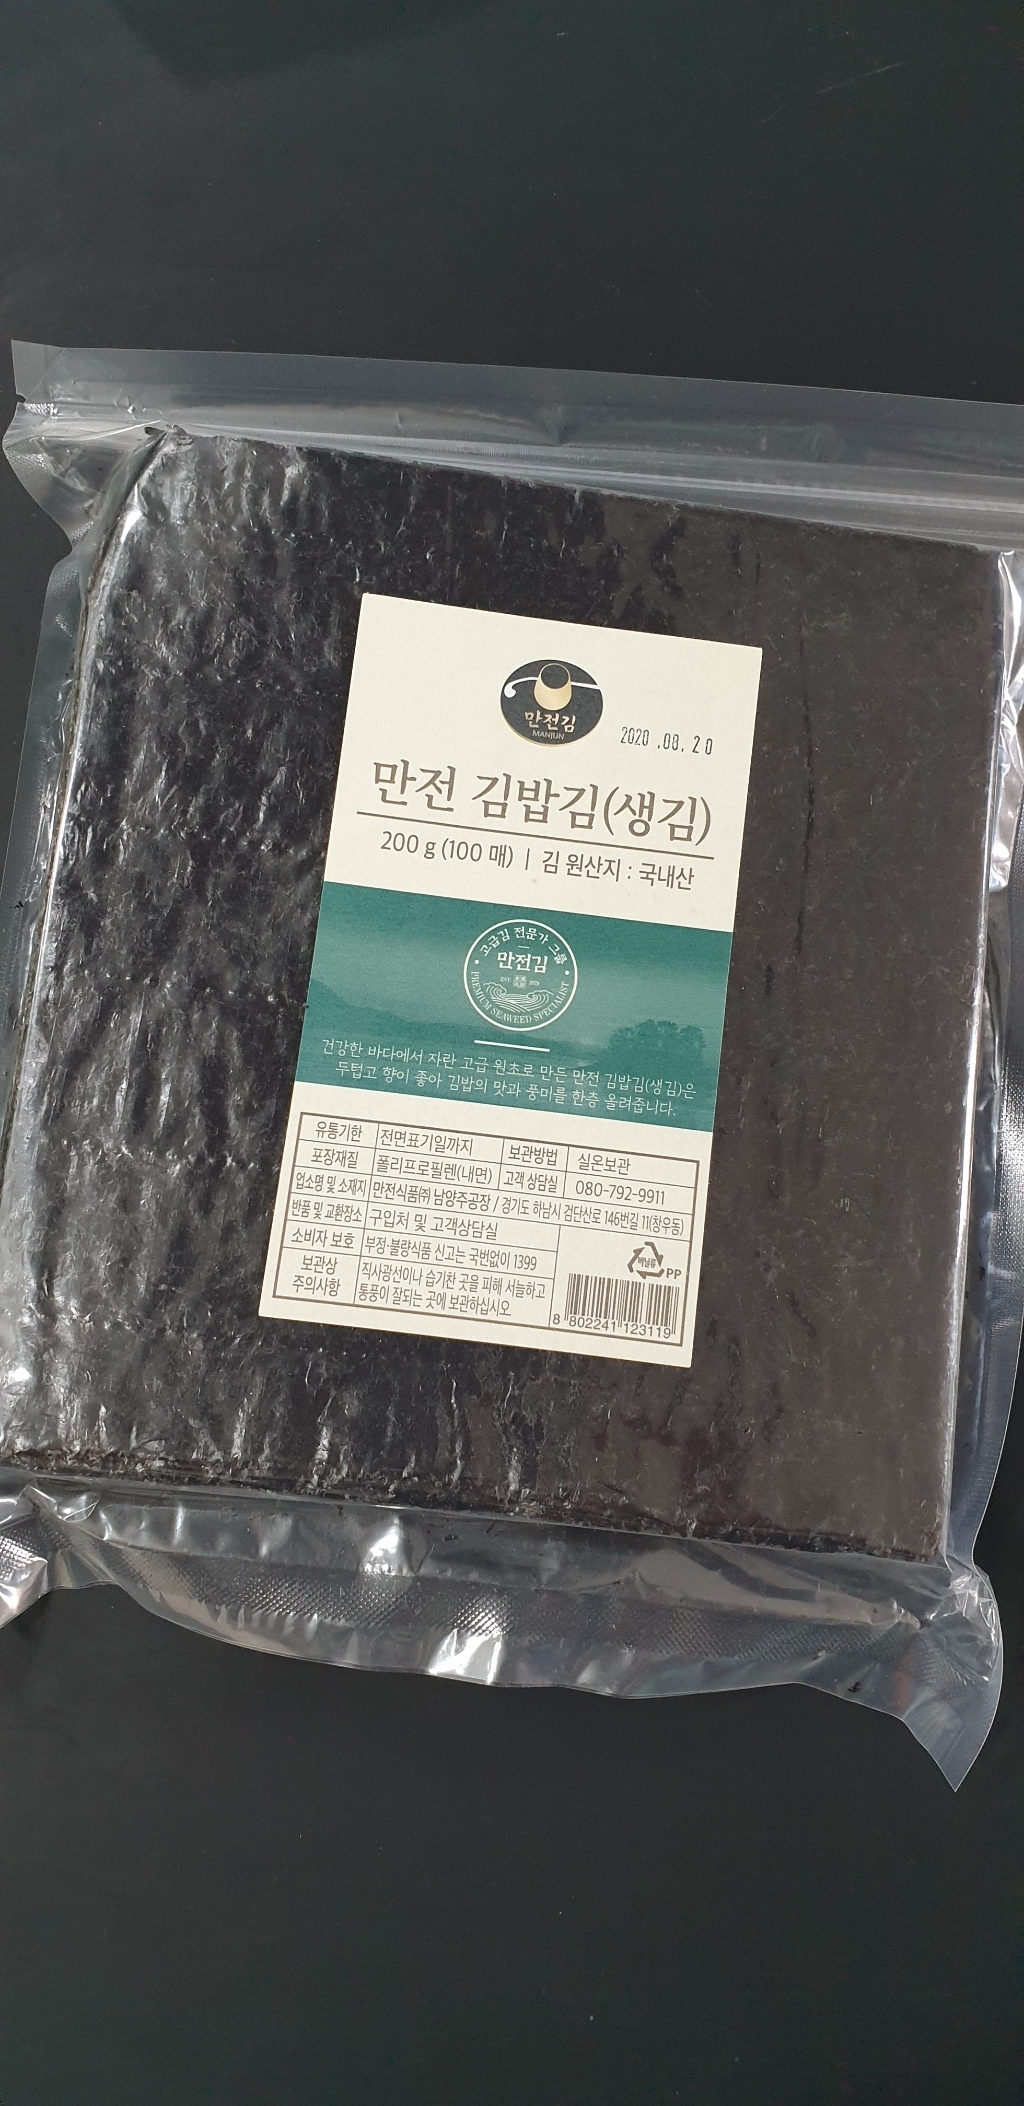 만전김
MANJUN
2020.08.20
만전 김밥김(생김)
200 g (100 매) | 김 원산지 : 국내산
고급김 전문가 그룹
만전김
PREMIUM SEAWEED SPECIALIST
건강한 바다에서 자란 고급 원초로 만든 만전 김밥김(생김)은
두텁고 향이 좋아 김밥의 맛과 풍미를 한층 올려줍니다.
유통기한 전면표기일까지 보관방법 실온보관
포장재질 폴리프로필렌(내면) 고객 상담실 080-792-9911
업소명 및 소재지 만전식품㈜ 남양주공장 / 경기도 하남시 검단산로 146번길 11(창우동)
반품 및 교환장소 구입처 및 고객상담실
소비자 보호 부정·불량식품 신고는 국번없이 1399
보관상
주의사항
직사광선이나 습기찬 곳을 피해 서늘하고
통풍이 잘되는 곳에 보관하십시오
비닐류
PP
8 802241 123119